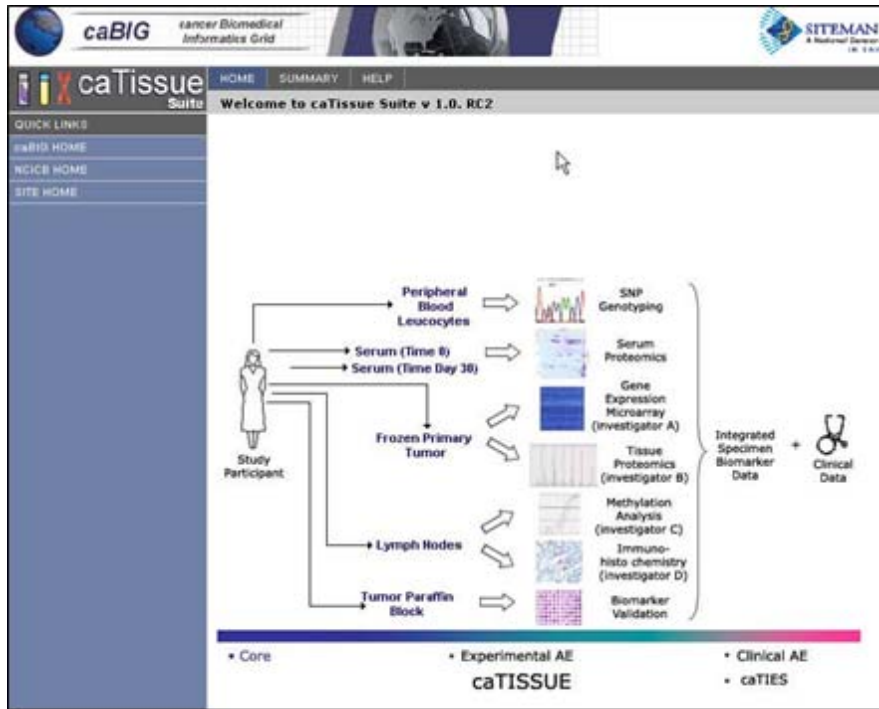 caBIG
cancer Biomedical
Informatics Grid
SITEMAN
caTissue
Suite
HOME
SUMMARY
HELP
Welcome to caTissue Suite v 1.0. RC2
QUICK LINKS
caBIG HOME
NCICB HOME
SITE HOME
Peripheral
Blood
Leucocytes
SNP
Genotyping
Serum (Time 0)
Serum (Time Day 30)
Serum
Proteomics
Gene
Expression
Microarray
(investigator A)
Frozen Primary
Tumor
Tissue
Proteomics
(investigator B)
Study
Participant
Integrated
Specimen
Biomarker
Data
+
Clinical
Data
Methylation
Analysis
(investigator C)
Lymph Nodes
Immuno-
histo chemistry
(investigator D)
Tumor Paraffin
Block
Biomarker
Validation
• Core
• Experimental AE
• Clinical AE
caTISSUE
• caTIES